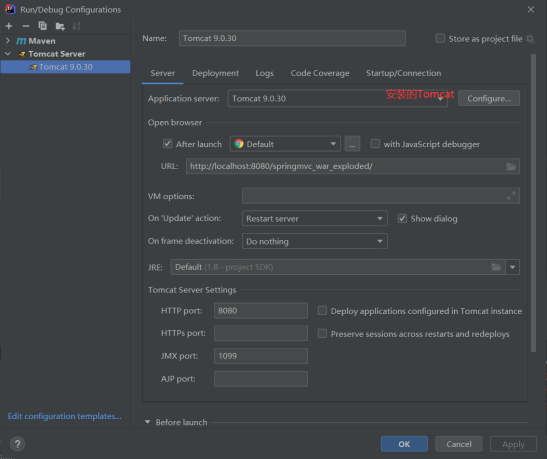 Run/Debug Configurations
Maven
Tomcat Server
Tomcat 9.0.30
Name: Tomcat 9.0.30
Store as project file
Server Deployment Logs Code Coverage Startup/Connection
安装的Tomcat
Application server: Tomcat 9.0.30 Configure...
Open browser
After launch Default ... with JavaScript debugger
URL: http://localhost:8080/springmvc_war_exploded/
VM options:
On 'Update' action: Restart server Show dialog
On frame deactivation: Do nothing
JRE: Default (1.8 - project SDK)
Tomcat Server Settings
HTTP port: 8080 Deploy applications configured in Tomcat instance
HTTPs port: Preserve sessions across restarts and redeploys
JMX port: 1099
AJP port:
Before launch
Edit configuration templates...
? OK Cancel Apply